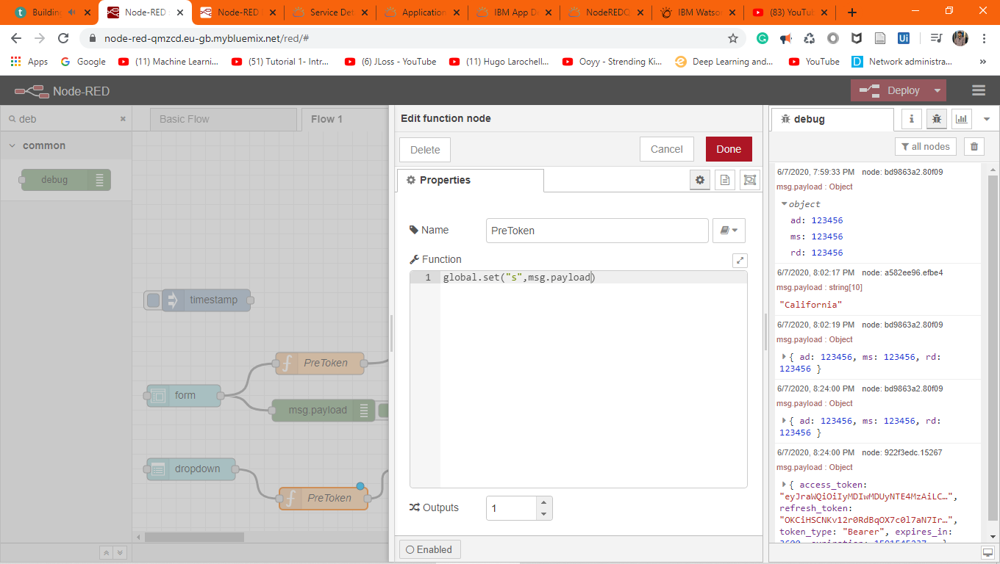 Building
Node-RED :
Node-RED
Service Det
Application
IBM App De
NodeREDQ
IBM Watso
(83) YouTub
node-red-qmzcd.eu-gb.mybluemix.net/red/#
Apps
Google
(11) Machine Learni...
(51) Tutorial 1- Intr...
(6) JLoss - YouTube
(11) Hugo Larochell...
Ooyy - Strending Ki...
Deep Learning and...
YouTube
Network administra...
»
Node-RED
Deploy
deb
common
debug
Basic Flow
Flow 1
timestamp
PreToken
form
msg.payload
dropdown
PreToken
Edit function node
Delete
Cancel
Done
Properties
Name
PreToken
Function
1 global.set("s",msg.payload)
Outputs
1
Enabled
debug
all nodes
6/7/2020, 7:59:33 PM node: bd9863a2.80f09
msg.payload : Object
object
ad: 123456
ms: 123456
rd: 123456
6/7/2020, 8:02:17 PM node: a582ee96.efbe4
msg.payload : string[10]
"California"
6/7/2020, 8:02:19 PM node: bd9863a2.80f09
msg.payload : Object
{ ad: 123456, ms: 123456, rd:
123456 }
6/7/2020, 8:24:00 PM node: bd9863a2.80f09
msg.payload : Object
{ ad: 123456, ms: 123456, rd:
123456 }
6/7/2020, 8:24:00 PM node: 922f3edc.15267
msg.payload : Object
{ access_token:
"eyJraWQiOiIyMDIwMDUyNTE4MzAiLC…",
refresh_token:
"OKCiHSCNKv12r0RdBqOX7c0l7aN7Ir…",
token_type: "Bearer", expires_in:
3600, expiration: 1591545237 }